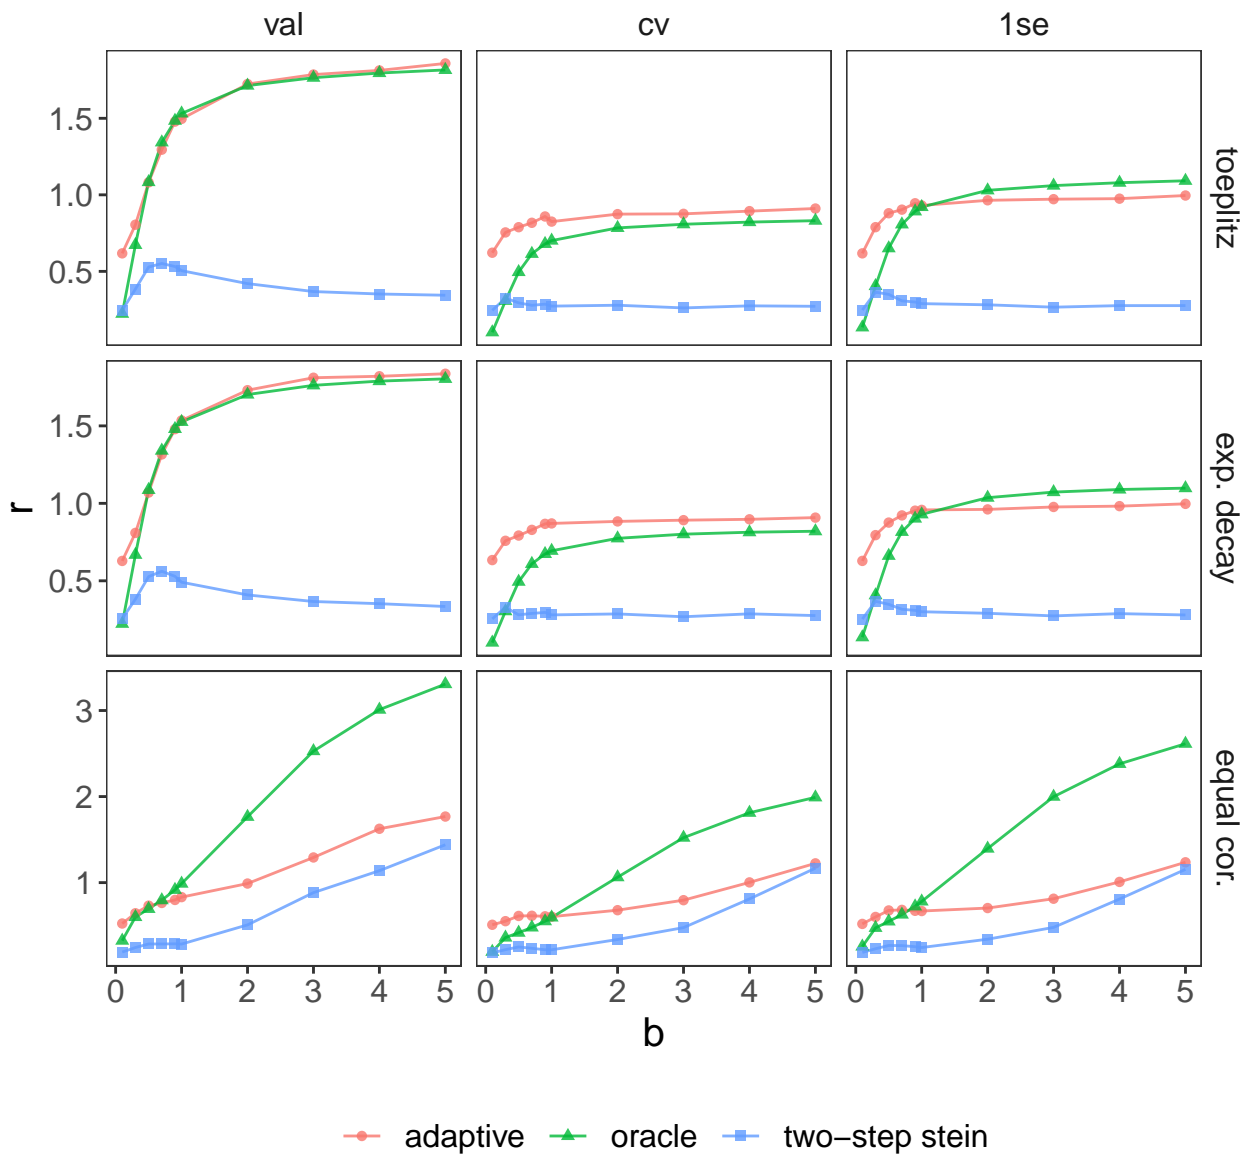 val cv 1se
1.5
1.0
0.5
toeplitz
1.5
1.0
0.5
exp. decay
r
3
2
1
equal cor.
0 1 2 3 4 5 0 1 2 3 4 5 0 1 2 3 4 5
b
adaptive oracle two−step stein